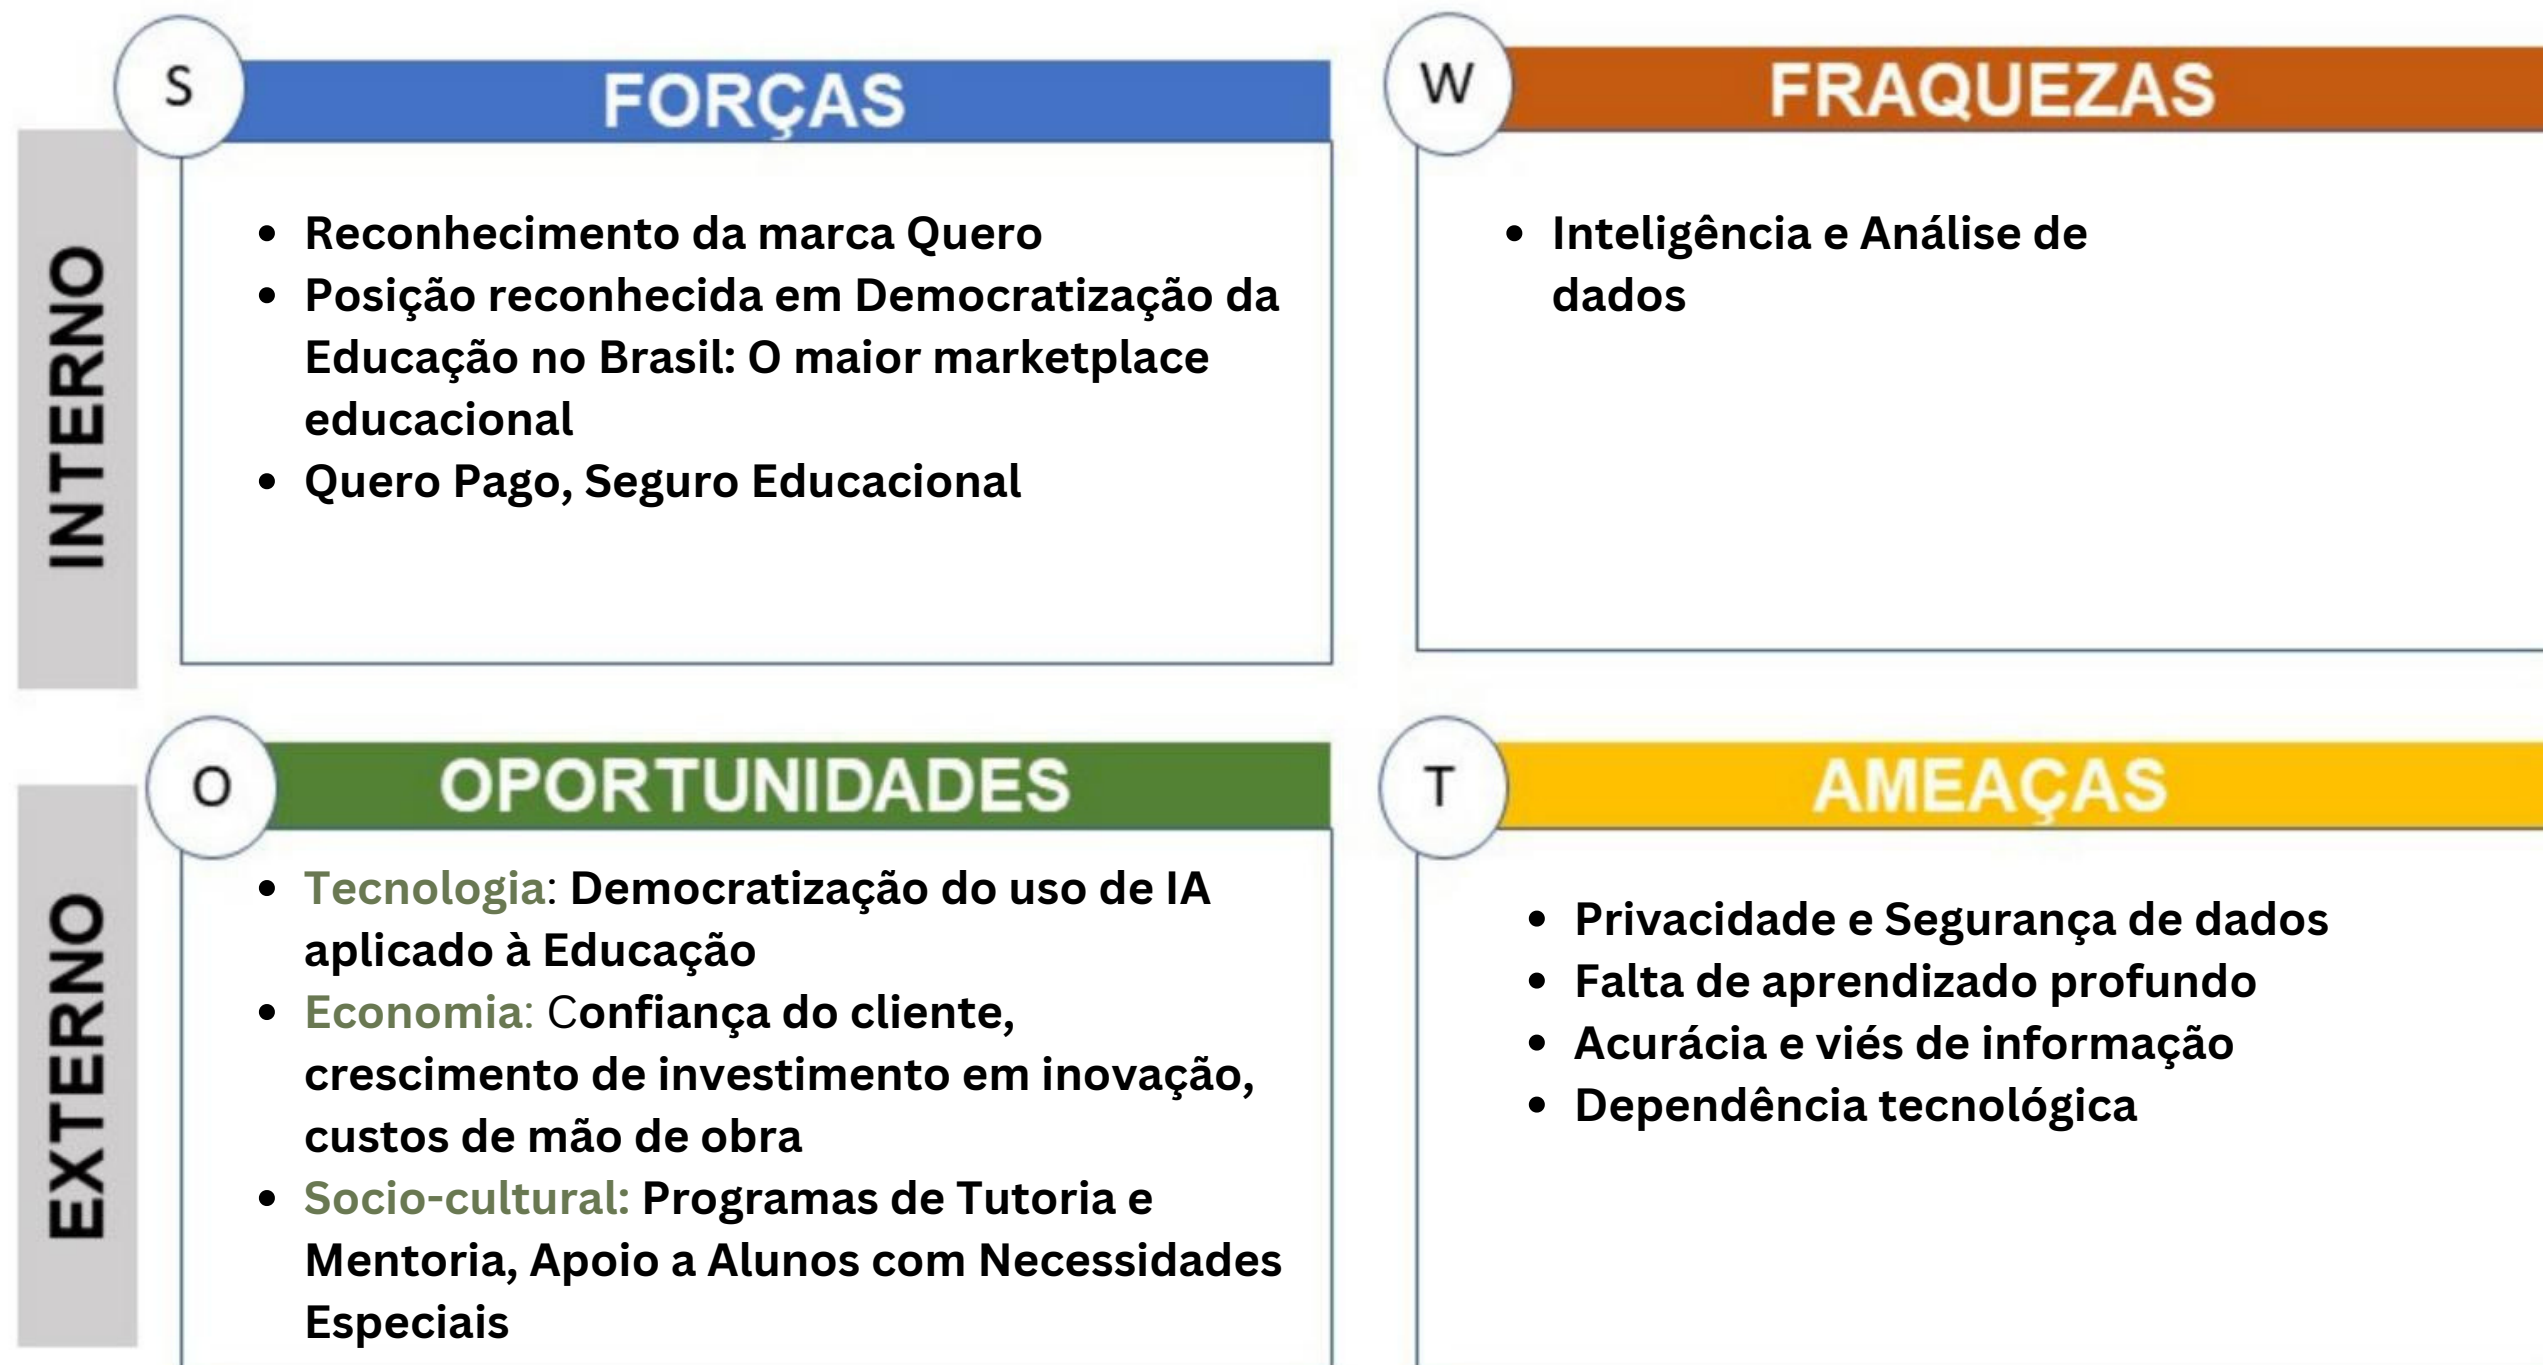 S
FORÇAS
INTERNO
• Reconhecimento da marca Quero
• Posição reconhecida em Democratização da
Educação no Brasil: O maior marketplace
educacional
• Quero Pago, Seguro Educacional
W
FRAQUEZAS
• Inteligência e Análise de
dados
O
OPORTUNIDADES
EXTERNO
• Tecnologia: Democratização do uso de IA
aplicado à Educação
• Economia: Confiança do cliente,
crescimento de investimento em inovação,
custos de mão de obra
• Socio-cultural: Programas de Tutoria e
Mentoria, Apoio a Alunos com Necessidades
Especiais
T
AMEAÇAS
• Privacidade e Segurança de dados
• Falta de aprendizado profundo
• Acurácia e viés de informação
• Dependência tecnológica